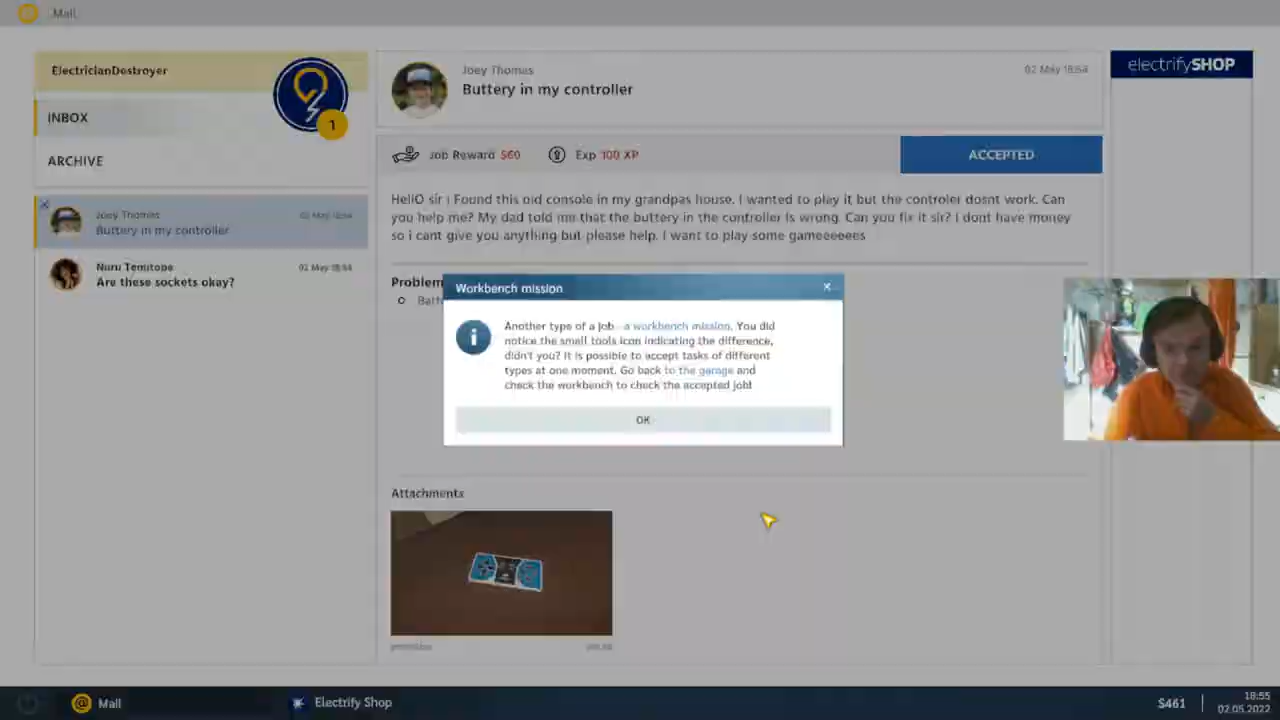 Mail
ElectricianDestroyer
INBOX
1
ARCHIVE
Joey Thomas
02 May 18:54
Buttery in my controller
Nuru Temitope
02 May 18:54
Are these sockets okay?
Joey Thomas
02 May 18:54
Buttery in my controller
Job Reward $60
Exp 100 XP
ACCEPTED
HellO sir i Found this old console in my grandpas house. I wanted to play it but the controler dosnt work. Can
you help me? My dad told me that the buttery in the controller is wrong. Can you fix it sir? I dont have money
so i cant give you anything but please help. I want to play some gameeeeees
Problem
Batt
Workbench mission
Another type of a job - a workbench mission. You did
notice the small tools icon indicating the difference,
didn't you? It is possible to accept tasks of different
types at one moment. Go back to the garage and
check the workbench to check the accepted job!
OK
Attachments
electrifySHOP
Mail
Electrify Shop
$461
18:55
02.05.2022